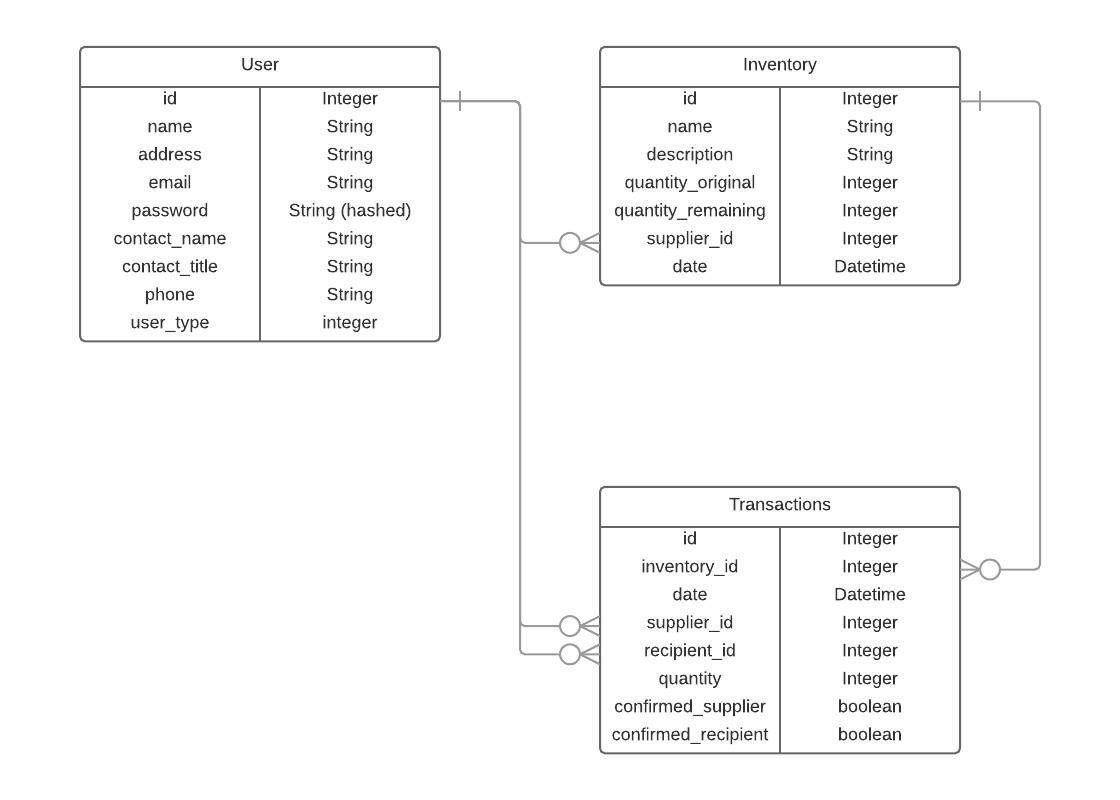 User
id Integer
name String
address String
email String
password String (hashed)
contact_name String
contact_title String
phone String
user_type integer
Inventory
id Integer
name String
description String
quantity_original Integer
quantity_remaining Integer
supplier_id Integer
date Datetime
Transactions
id Integer
inventory_id Integer
date Datetime
supplier_id Integer
recipient_id Integer
quantity Integer
confirmed_supplier boolean
confirmed_recipient boolean